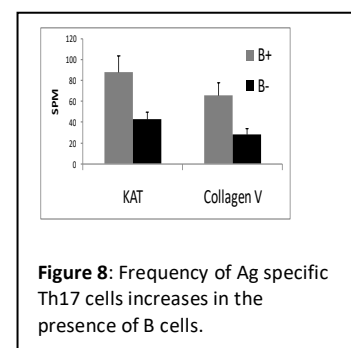 120
100
80
60
40
20
0
SPM
B+
B-
KAT Collagen V
Figure 8: Frequency of Ag specific
Th17 cells increases in the
presence of B cells.